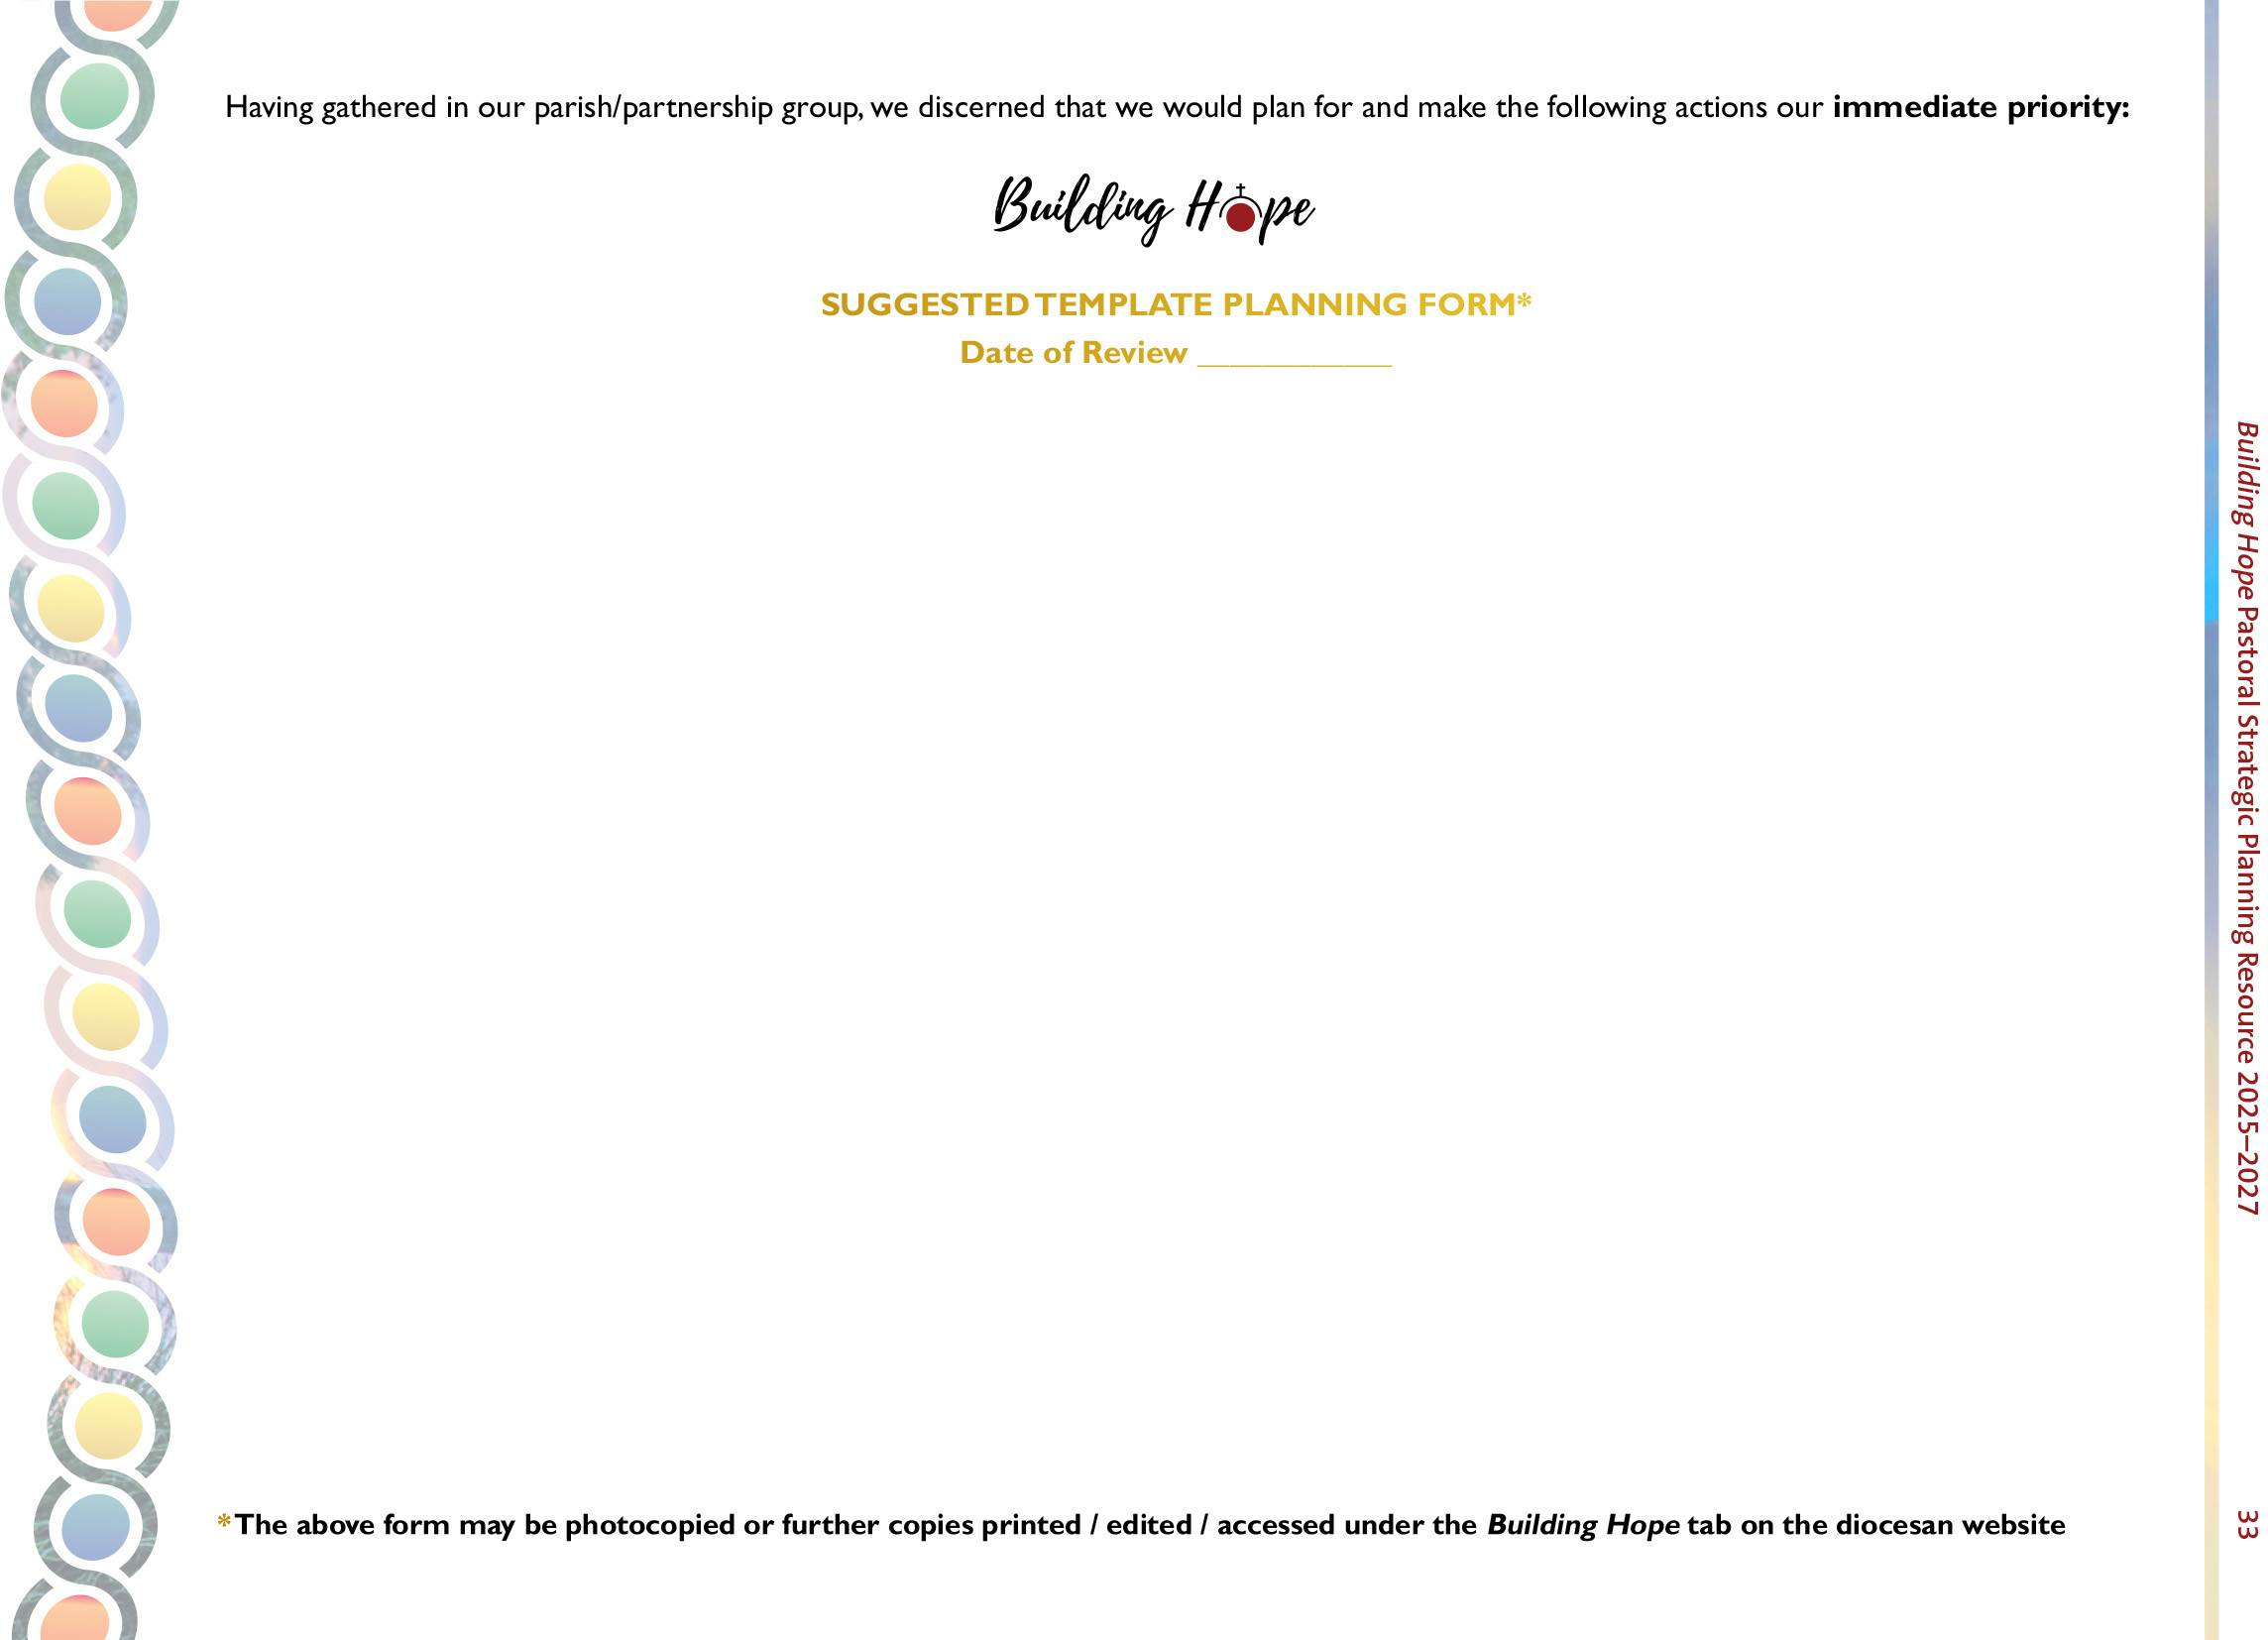 Having gathered in our parish/partnership group, we discerned that we would plan for and make the following actions our immediate priority:
Building Hope
SUGGESTED TEMPLATE PLANNING FORM*
Date of Review ____________
*The above form may be photocopied or further copies printed / edited / accessed under the Building Hope tab on the diocesan website
Building Hope Pastoral Strategic Planning Resource 2025–2027
33